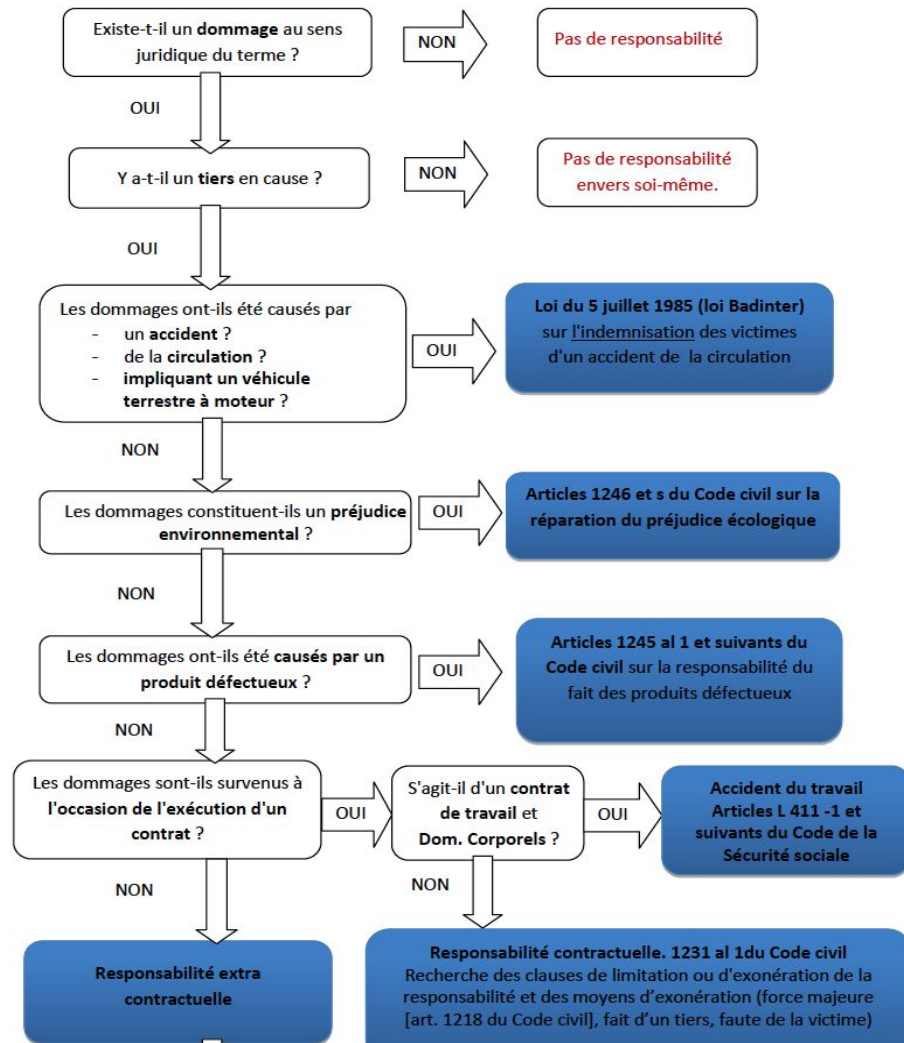 Existe-t-il un dommage au sens
juridique du terme ?
NON
Pas de responsabilité
OUI
Y a-t-il un tiers en cause ?
NON
Pas de responsabilité
envers soi-même.
OUI
Les dommages ont-ils été causés par
- un accident ?
- de la circulation ?
- impliquant un véhicule
terrestre à moteur ?
OUI
Loi du 5 juillet 1985 (loi Badinter)
sur l'indemnisation des victimes
d'un accident de la circulation
NON
Les dommages constituent-ils un préjudice
environnemental ?
OUI
Articles 1246 et s du Code civil sur la
réparation du préjudice écologique
NON
Les dommages ont-ils été causés par un
produit défectueux ?
OUI
Articles 1245 al 1 et suivants du
Code civil sur la responsabilité du
fait des produits défectueux
NON
Les dommages sont-ils survenus à
l'occasion de l'exécution d'un
contrat ?
OUI
S'agit-il d'un contrat
de travail et
Dom. Corporels ?
OUI
Accident du travail
Articles L 411 -1 et
suivants du Code de la
Sécurité sociale
NON
NON
Responsabilité extra
contractuelle
Responsabilité contractuelle. 1231 al 1du Code civil
Recherche des clauses de limitation ou d'exonération de la
responsabilité et des moyens d’exonération (force majeure
[art. 1218 du Code civil], fait d’un tiers, faute de la victime)